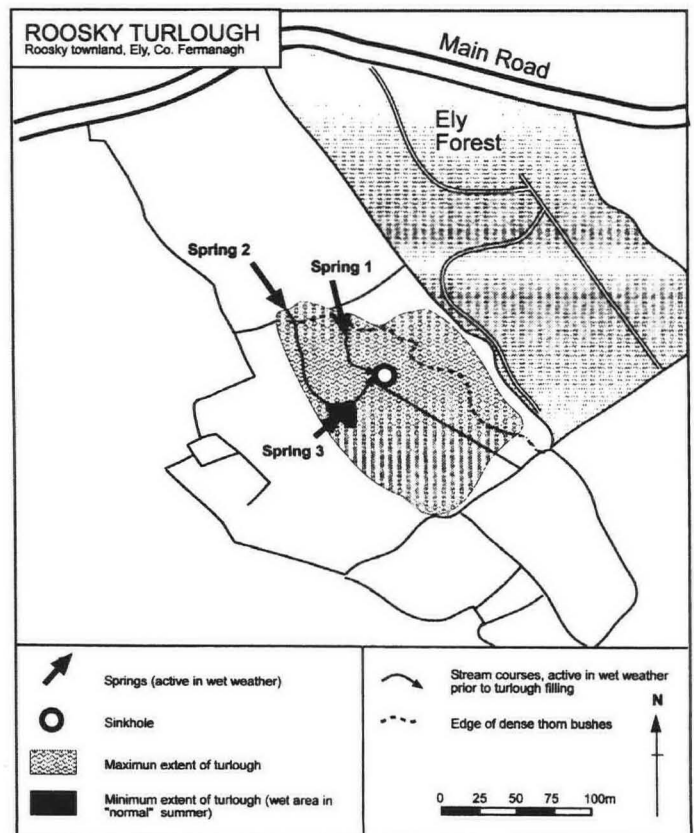 ROOSKY TURLOUGH
Roosky townland, Ely, Co. Fermanagh
Main Road
Ely
Forest
Spring 2
Spring 1
Spring 3
Springs (active in wet weather)
Sinkhole
Maximun extent of turlough
Minimum extent of turlough (wet area in
"normal" summer)
Stream courses, active in wet weather
prior to turlough filling
Edge of dense thorn bushes
N
0 25 50 75 100m